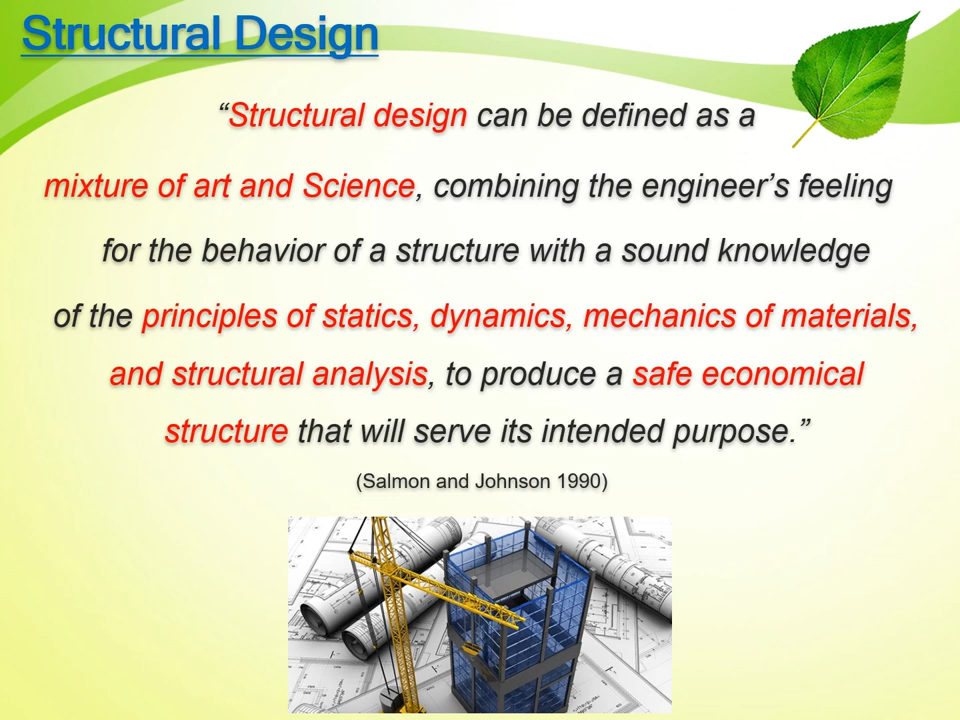 Structural Design
“Structural design can be defined as a
mixture of art and Science, combining the engineer’s feeling
for the behavior of a structure with a sound knowledge
of the principles of statics, dynamics, mechanics of materials,
and structural analysis, to produce a safe economical
structure that will serve its intended purpose.”
(Salmon and Johnson 1990)